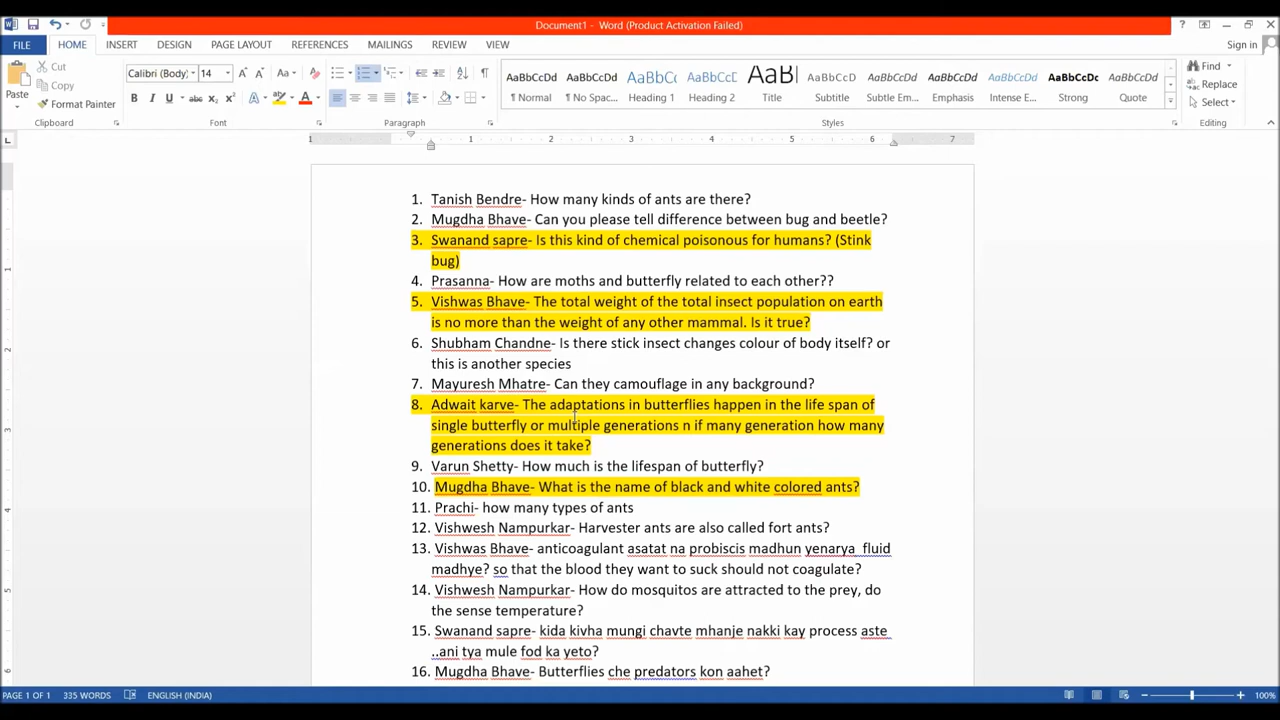 Document1 - Word (Product Activation Failed)
FILE HOME INSERT DESIGN PAGE LAYOUT REFERENCES MAILINGS REVIEW VIEW Sign in
Cut
Copy
Format Painter
Paste
Calibri (Body) 14
AaBbCcDd AaBbCcDd AaBbCc AaBbCcD AaB AaBbCcD AaBbCcDd AaBbCcDd AaBbCcDd AaBbCcDc AaBbCcDd
¶ Normal ¶ No Spac... Heading 1 Heading 2 Title Subtitle Subtle Em... Emphasis Intense E... Strong Quote
Find
Replace
Select
Clipboard Font Paragraph Styles Editing
1 1 2 3 4 5 6 7
1. Tanish Bendre- How many kinds of ants are there?
2. Mugdha Bhave- Can you please tell difference between bug and beetle?
3. Swanand sapre- Is this kind of chemical poisonous for humans? (Stink
bug)
4. Prasanna- How are moths and butterfly related to each other??
5. Vishwas Bhave- The total weight of the total insect population on earth
is no more than the weight of any other mammal. Is it true?
6. Shubham Chandne- Is there stick insect changes colour of body itself? or
this is another species
7. Mayuresh Mhatre- Can they camouflage in any background?
8. Adwait karve- The adaptations in butterflies happen in the life span of
single butterfly or multiple generations n if many generation how many
generations does it take?
9. Varun Shetty- How much is the lifespan of butterfly?
10. Mugdha Bhave- What is the name of black and white colored ants?
11. Prachi- how many types of ants
12. Vishwesh Nampurkar- Harvester ants are also called fort ants?
13. Vishwas Bhave- anticoagulant asatat na probiscis madhun yenarya fluid
madhye? so that the blood they want to suck should not coagulate?
14. Vishwesh Nampurkar- How do mosquitos are attracted to the prey, do
the sense temperature?
15. Swanand sapre- kida kivha mungi chavte mhanje nakki kay process aste
..ani tya mule fod ka yeto?
16. Mugdha Bhave- Butterflies che predators kon aahet?
PAGE 1 OF 1 335 WORDS ENGLISH (INDIA) 100%